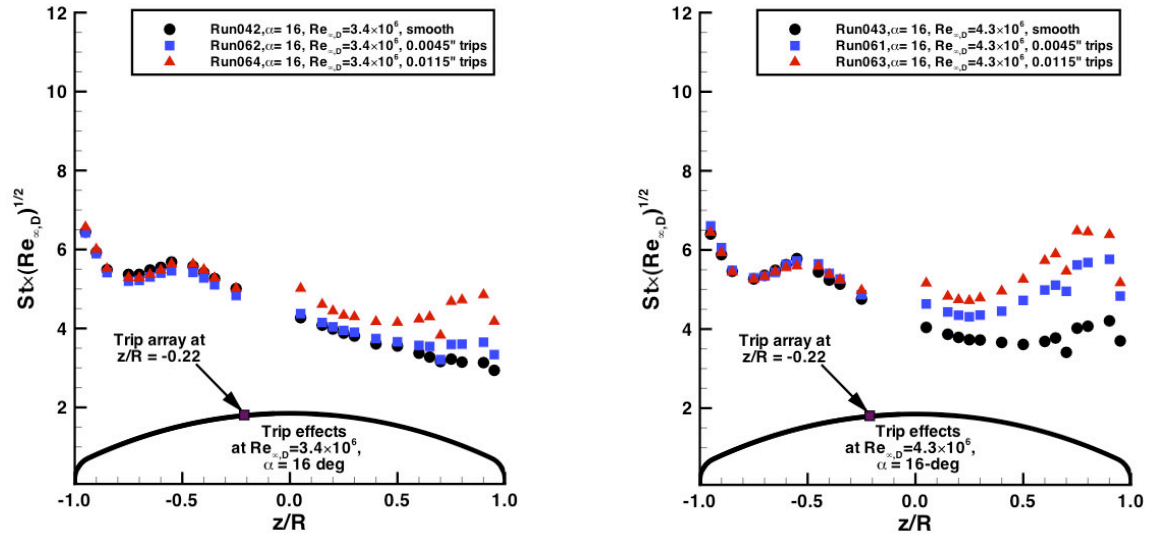 Run042,α= 16, Re∞,D=3.4×10⁶, smooth
Run062,α= 16, Re∞,D=3.4×10⁶, 0.0045" trips
Run064,α= 16, Re∞,D=3.4×10⁶, 0.0115" trips
12
10
8
6
4
2
St×(Re∞,D)^1/2
Trip array at
z/R = -0.22
Trip effects
at Re∞,D=3.4×10⁶,
α = 16 deg
-1.0 -0.5 0.0 0.5 1.0
z/R
Run043,α= 16, Re∞,D=4.3×10⁶, smooth
Run061,α= 16, Re∞,D=4.3×10⁶, 0.0045" trips
Run063,α= 16, Re∞,D=4.3×10⁶, 0.0115" trips
12
10
8
6
4
2
St×(Re∞,D)^1/2
Trip array at
z/R = -0.22
Trip effects
at Re∞,D=4.3×10⁶,
α = 16-deg
-1.0 -0.5 0.0 0.5 1.0
z/R